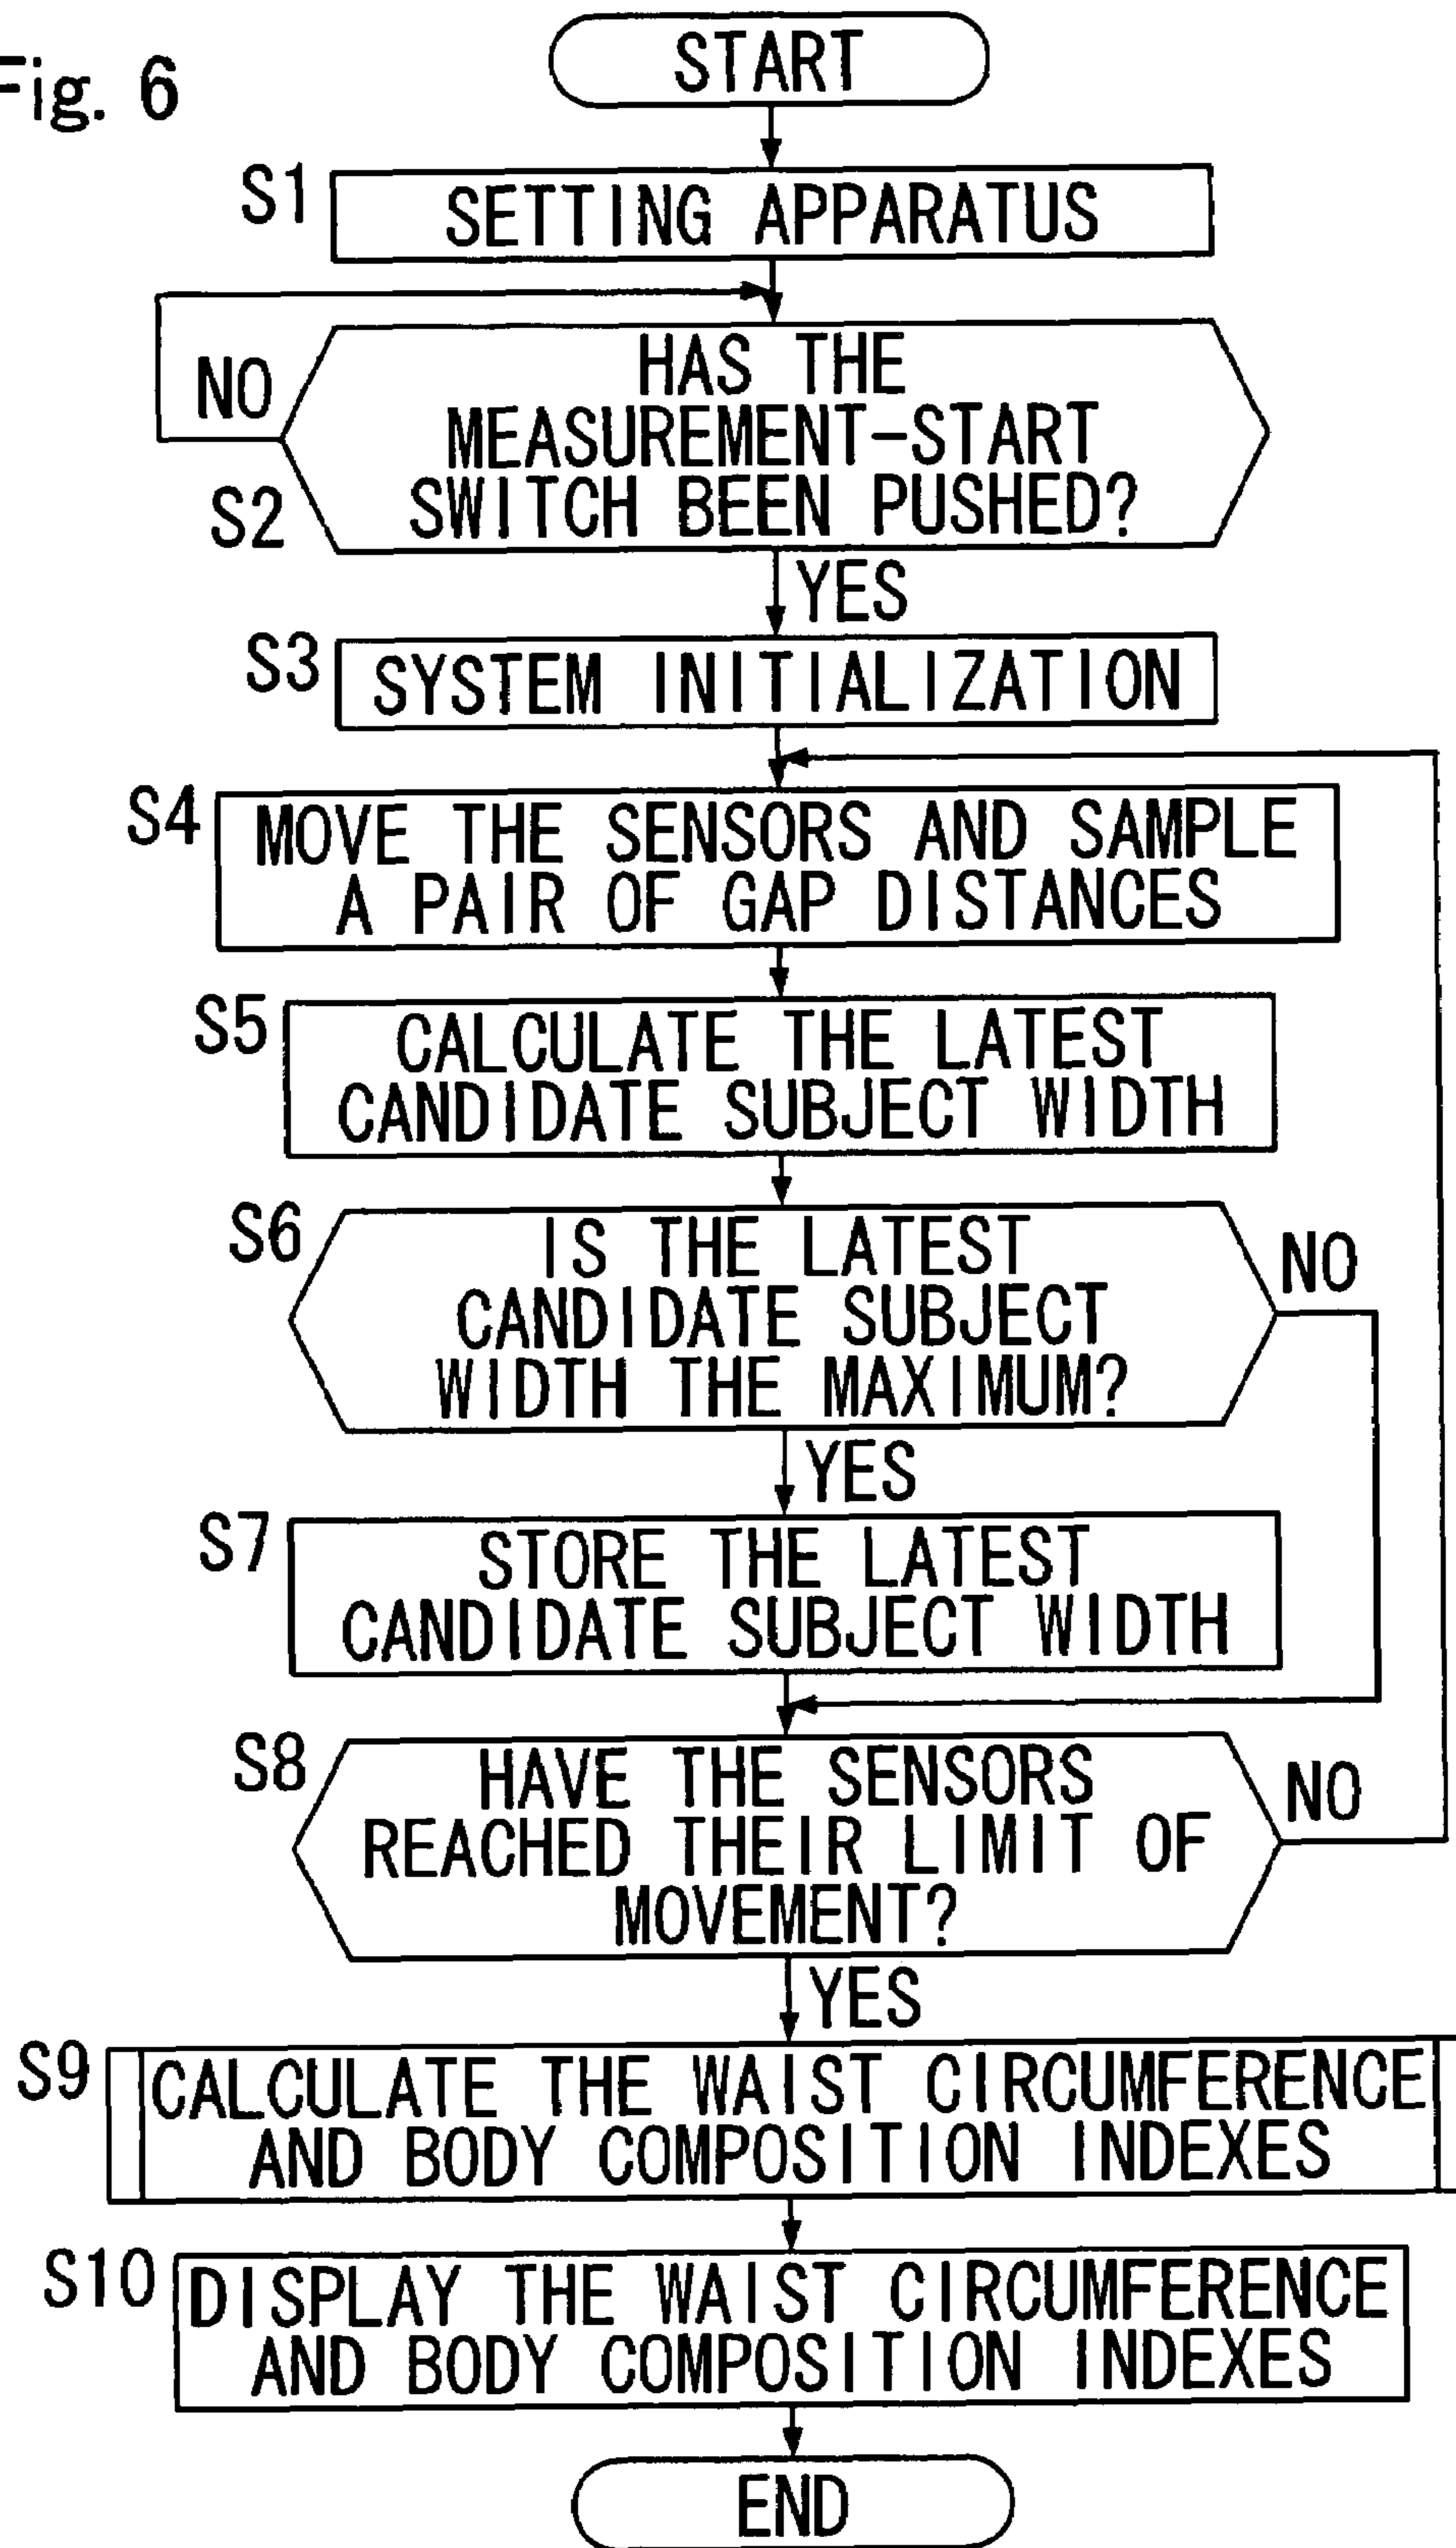 Fig. 6
START
S1
SETTING APPARATUS
NO
HAS THE
MEASUREMENT-START
SWITCH BEEN PUSHED?
S2
YES
S3
SYSTEM INITIALIZATION
S4
MOVE THE SENSORS AND SAMPLE
A PAIR OF GAP DISTANCES
S5
CALCULATE THE LATEST
CANDIDATE SUBJECT WIDTH
S6
IS THE LATEST
CANDIDATE SUBJECT
WIDTH THE MAXIMUM?
NO
YES
S7
STORE THE LATEST
CANDIDATE SUBJECT WIDTH
S8
HAVE THE SENSORS
REACHED THEIR LIMIT OF
MOVEMENT?
NO
YES
S9
CALCULATE THE WAIST CIRCUMFERENCE
AND BODY COMPOSITION INDEXES
S10
DISPLAY THE WAIST CIRCUMFERENCE
AND BODY COMPOSITION INDEXES
END